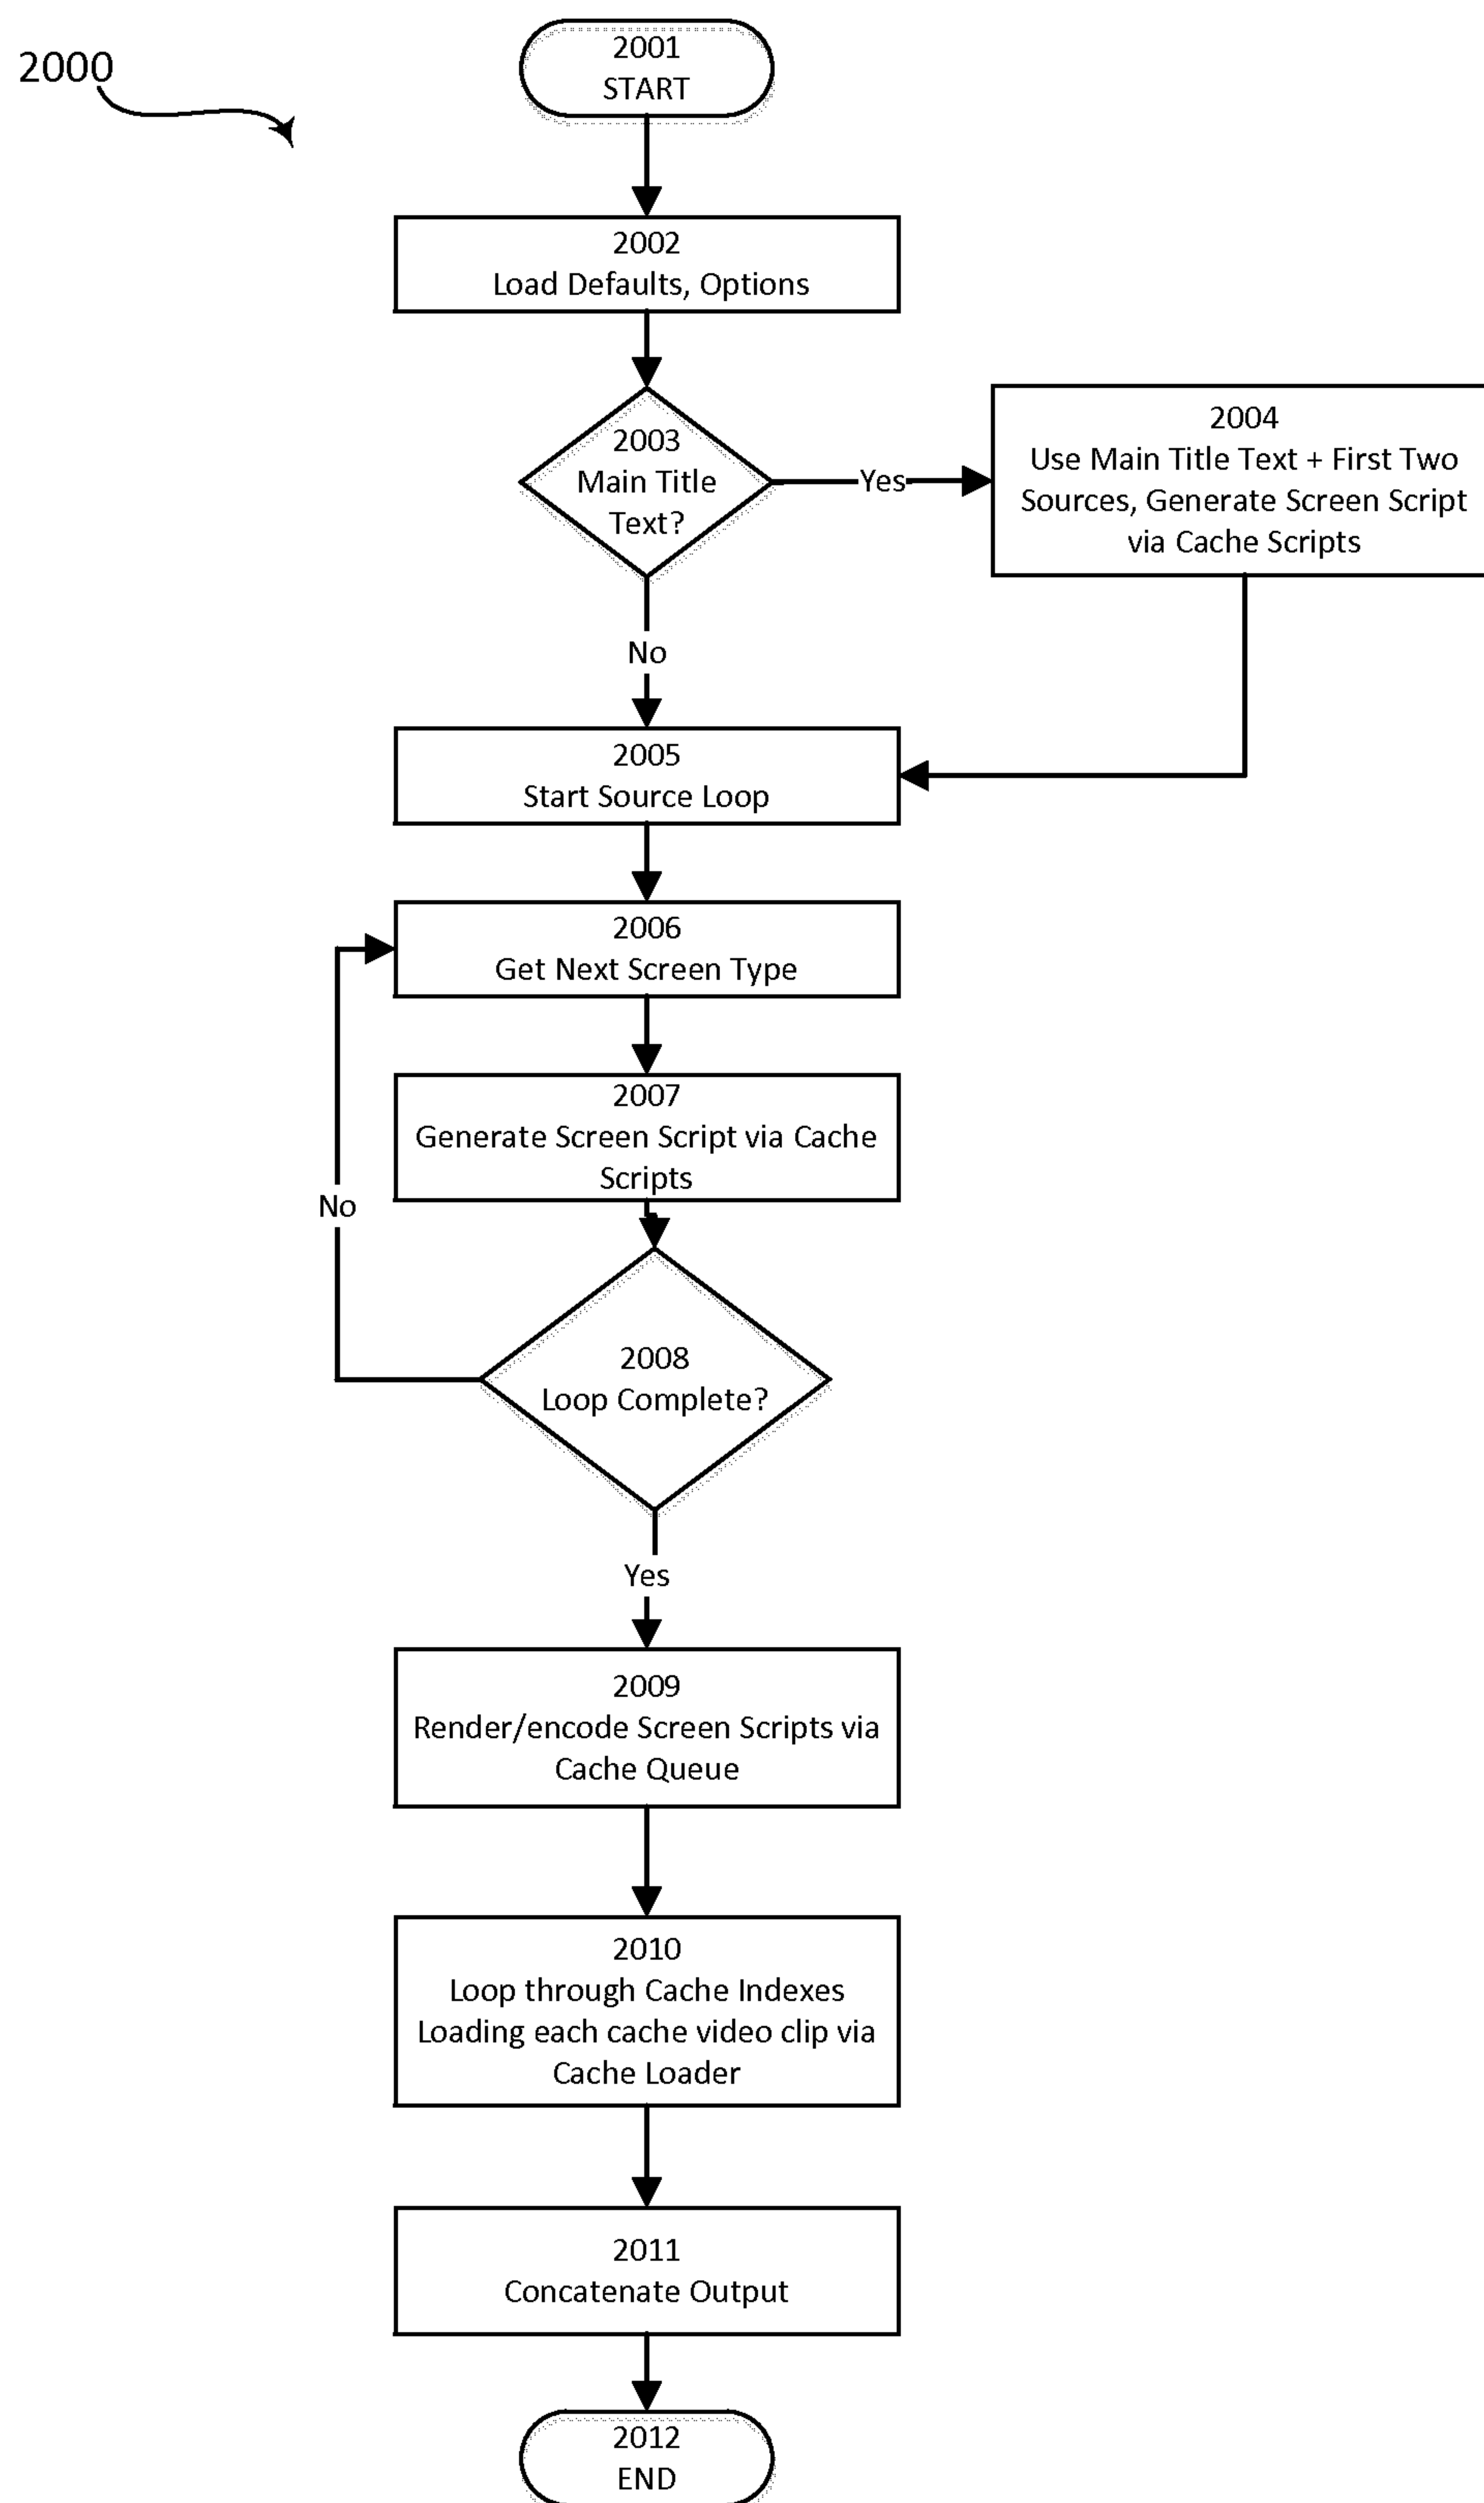 2000
2001
START
2002
Load Defaults, Options
2003
Main Title
Text?
Yes
2004
Use Main Title Text + First Two
Sources, Generate Screen Script
via Cache Scripts
No
2005
Start Source Loop
2006
Get Next Screen Type
2007
Generate Screen Script via Cache
Scripts
No
2008
Loop Complete?
Yes
2009
Render/encode Screen Scripts via
Cache Queue
2010
Loop through Cache Indexes
Loading each cache video clip via
Cache Loader
2011
Concatenate Output
2012
END